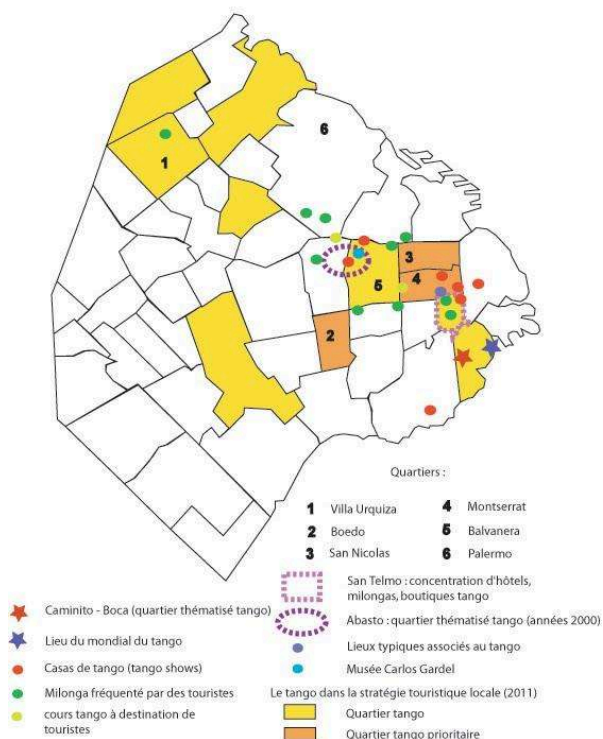 6
1
3
4
5
2
Quartiers :
1 Villa Urquiza
2 Boedo
3 San Nicolas
4 Montserrat
5 Balvanera
6 Palermo
San Telmo : concentration d'hôtels,
milongas, boutiques tango
Abasto : quartier thématisé tango (années 2000)
Lieux typiques associés au tango
Musée Carlos Gardel
Caminito - Boca (quartier thématisé tango)
Lieu du mondial du tango
Casas de tango (tango shows)
Milonga fréquenté par des touristes
cours tango à destination de
touristes
Le tango dans la stratégie touristique locale (2011)
Quartier tango
Quartier tango prioritaire